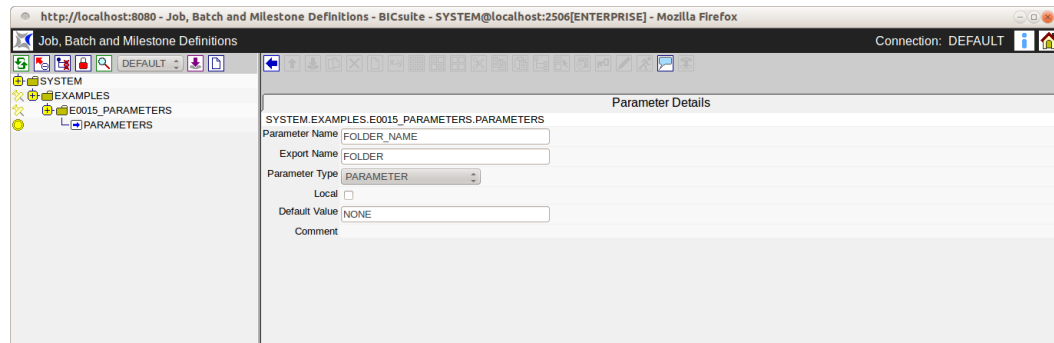 http://localhost:8080 - Job, Batch and Milestone Definitions - BICsuite - SYSTEM@localhost:2506[ENTERPRISE] - Mozilla Firefox
Job, Batch and Milestone Definitions
Connection: DEFAULT
DEFAULT
SYSTEM
EXAMPLES
E0015_PARAMETERS
PARAMETERS
Parameter Details
SYSTEM.EXAMPLES.E0015_PARAMETERS.PARAMETERS
Parameter Name FOLDER_NAME
Export Name FOLDER
Parameter Type PARAMETER
Local
Default Value NONE
Comment